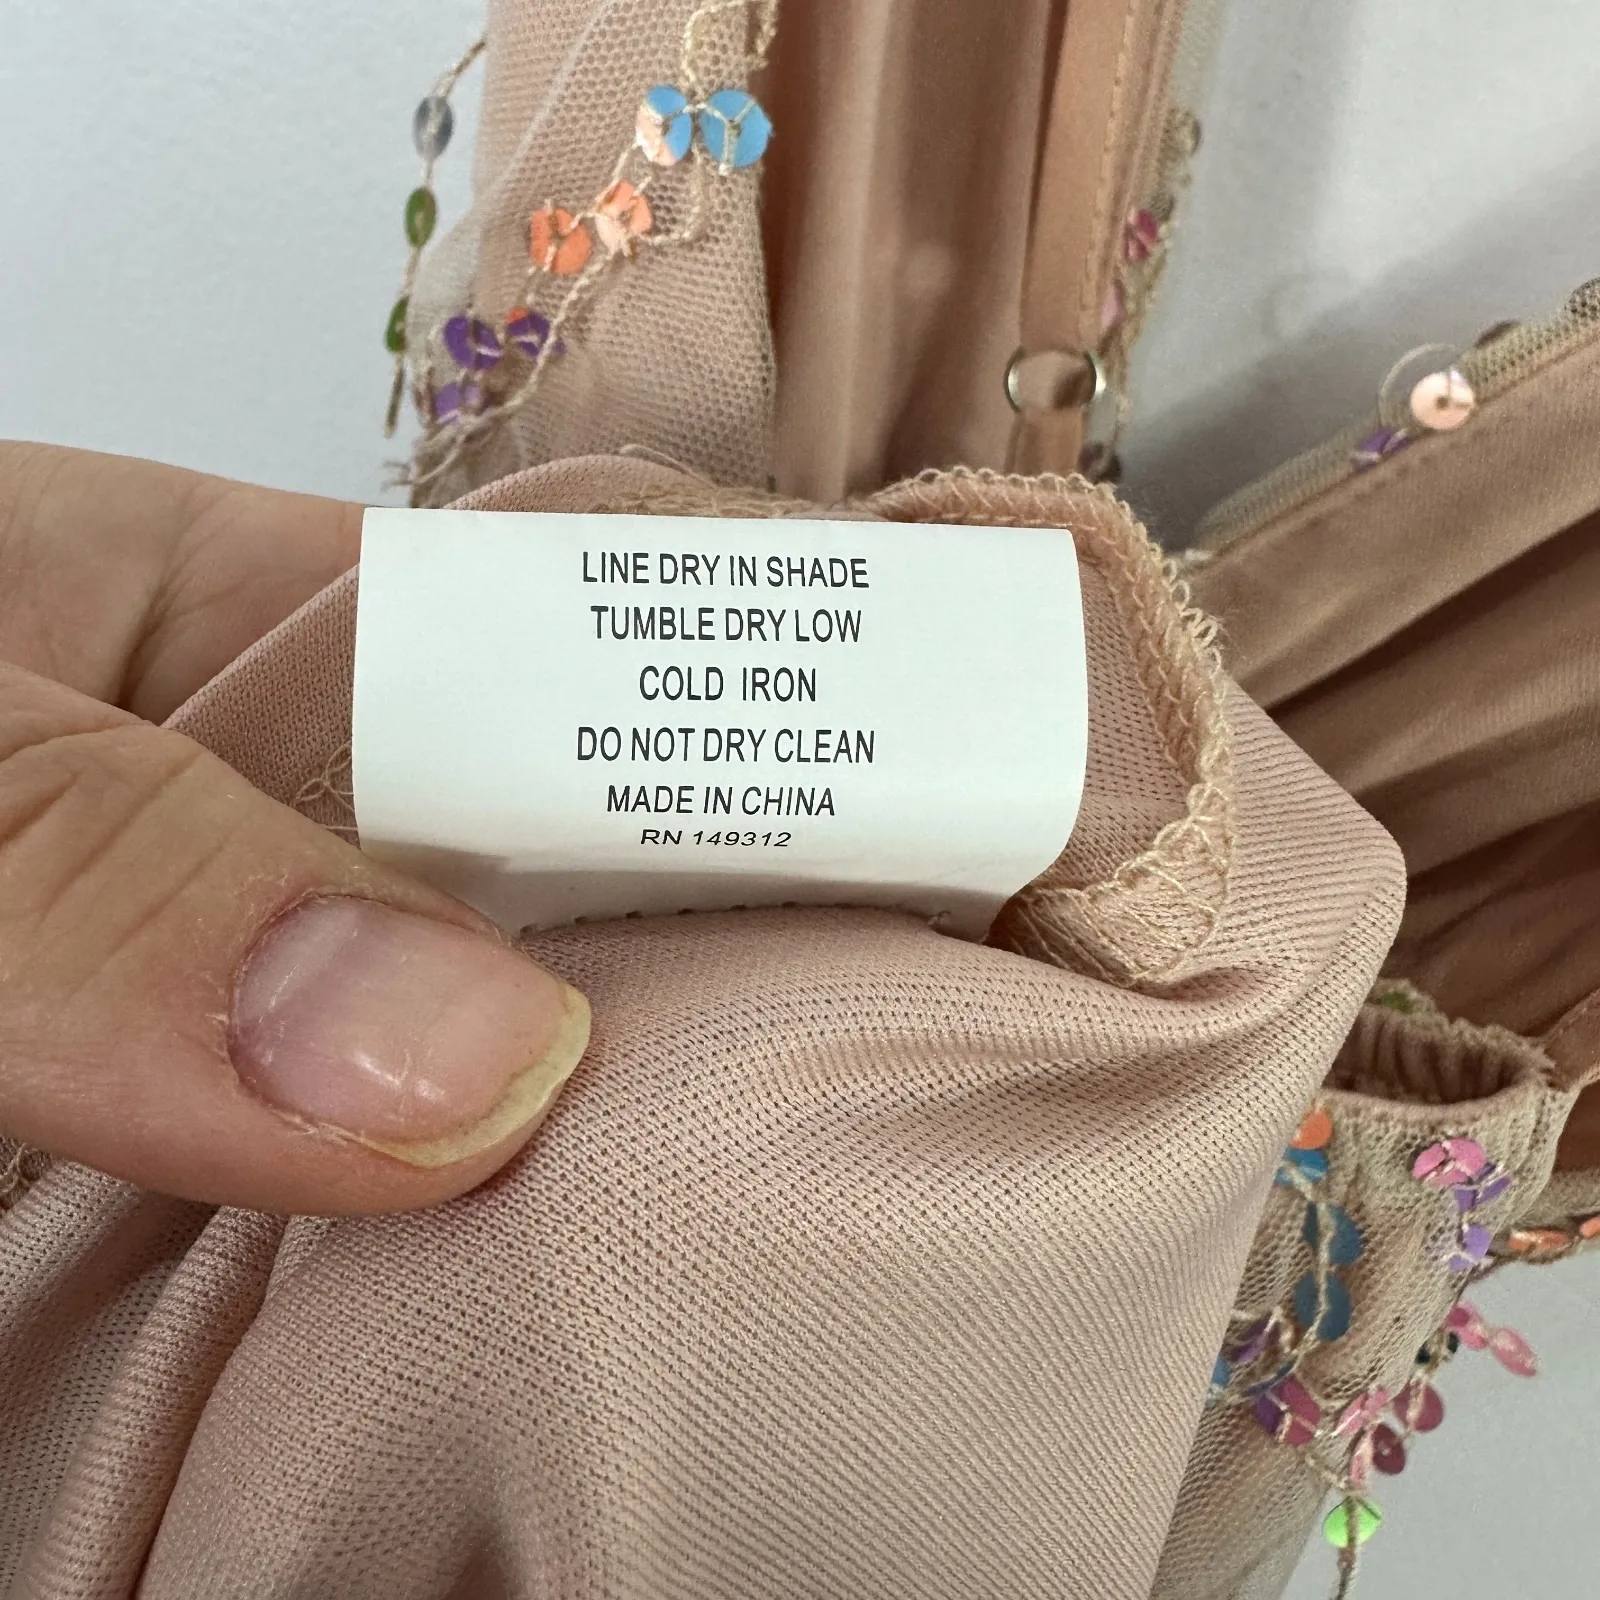 LINE DRY IN SHADE
TUMBLE DRY LOW
COLD IRON
DO NOT DRY CLEAN
MADE IN CHINA
RN 149312